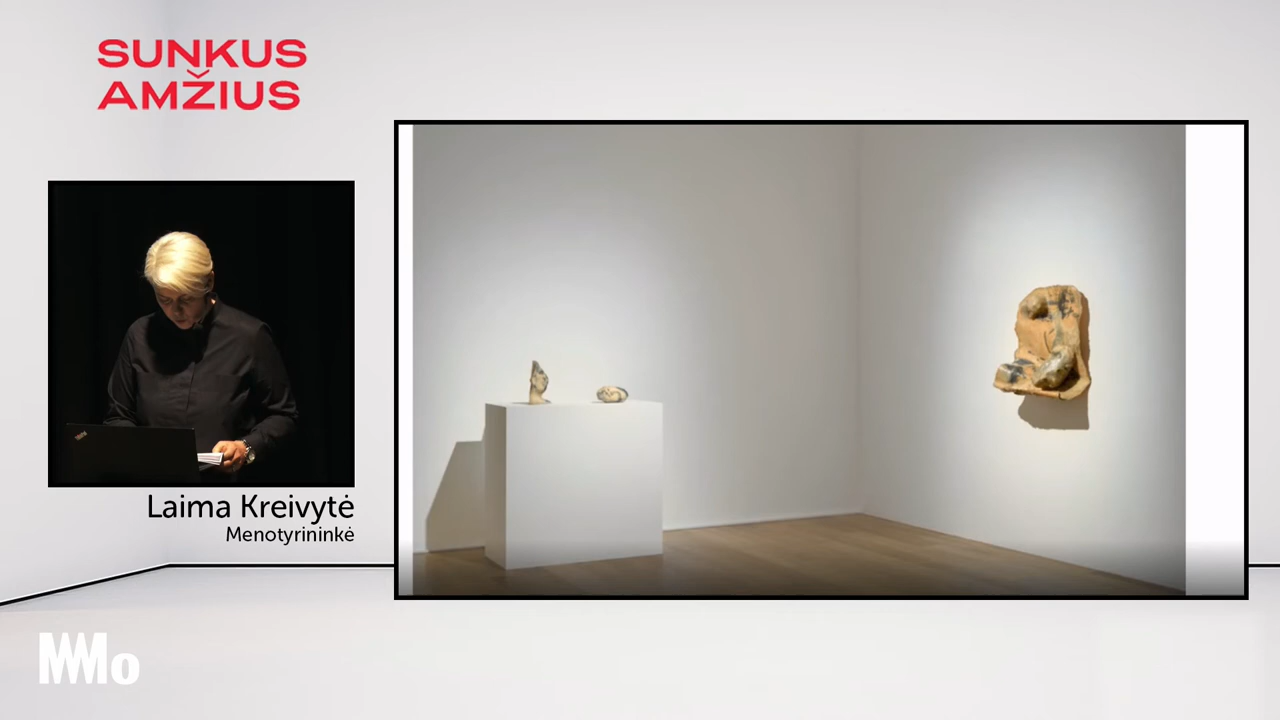 SUNKUS
AMŽIUS
Laima Kreivytė
Menotyrininkė
MMo